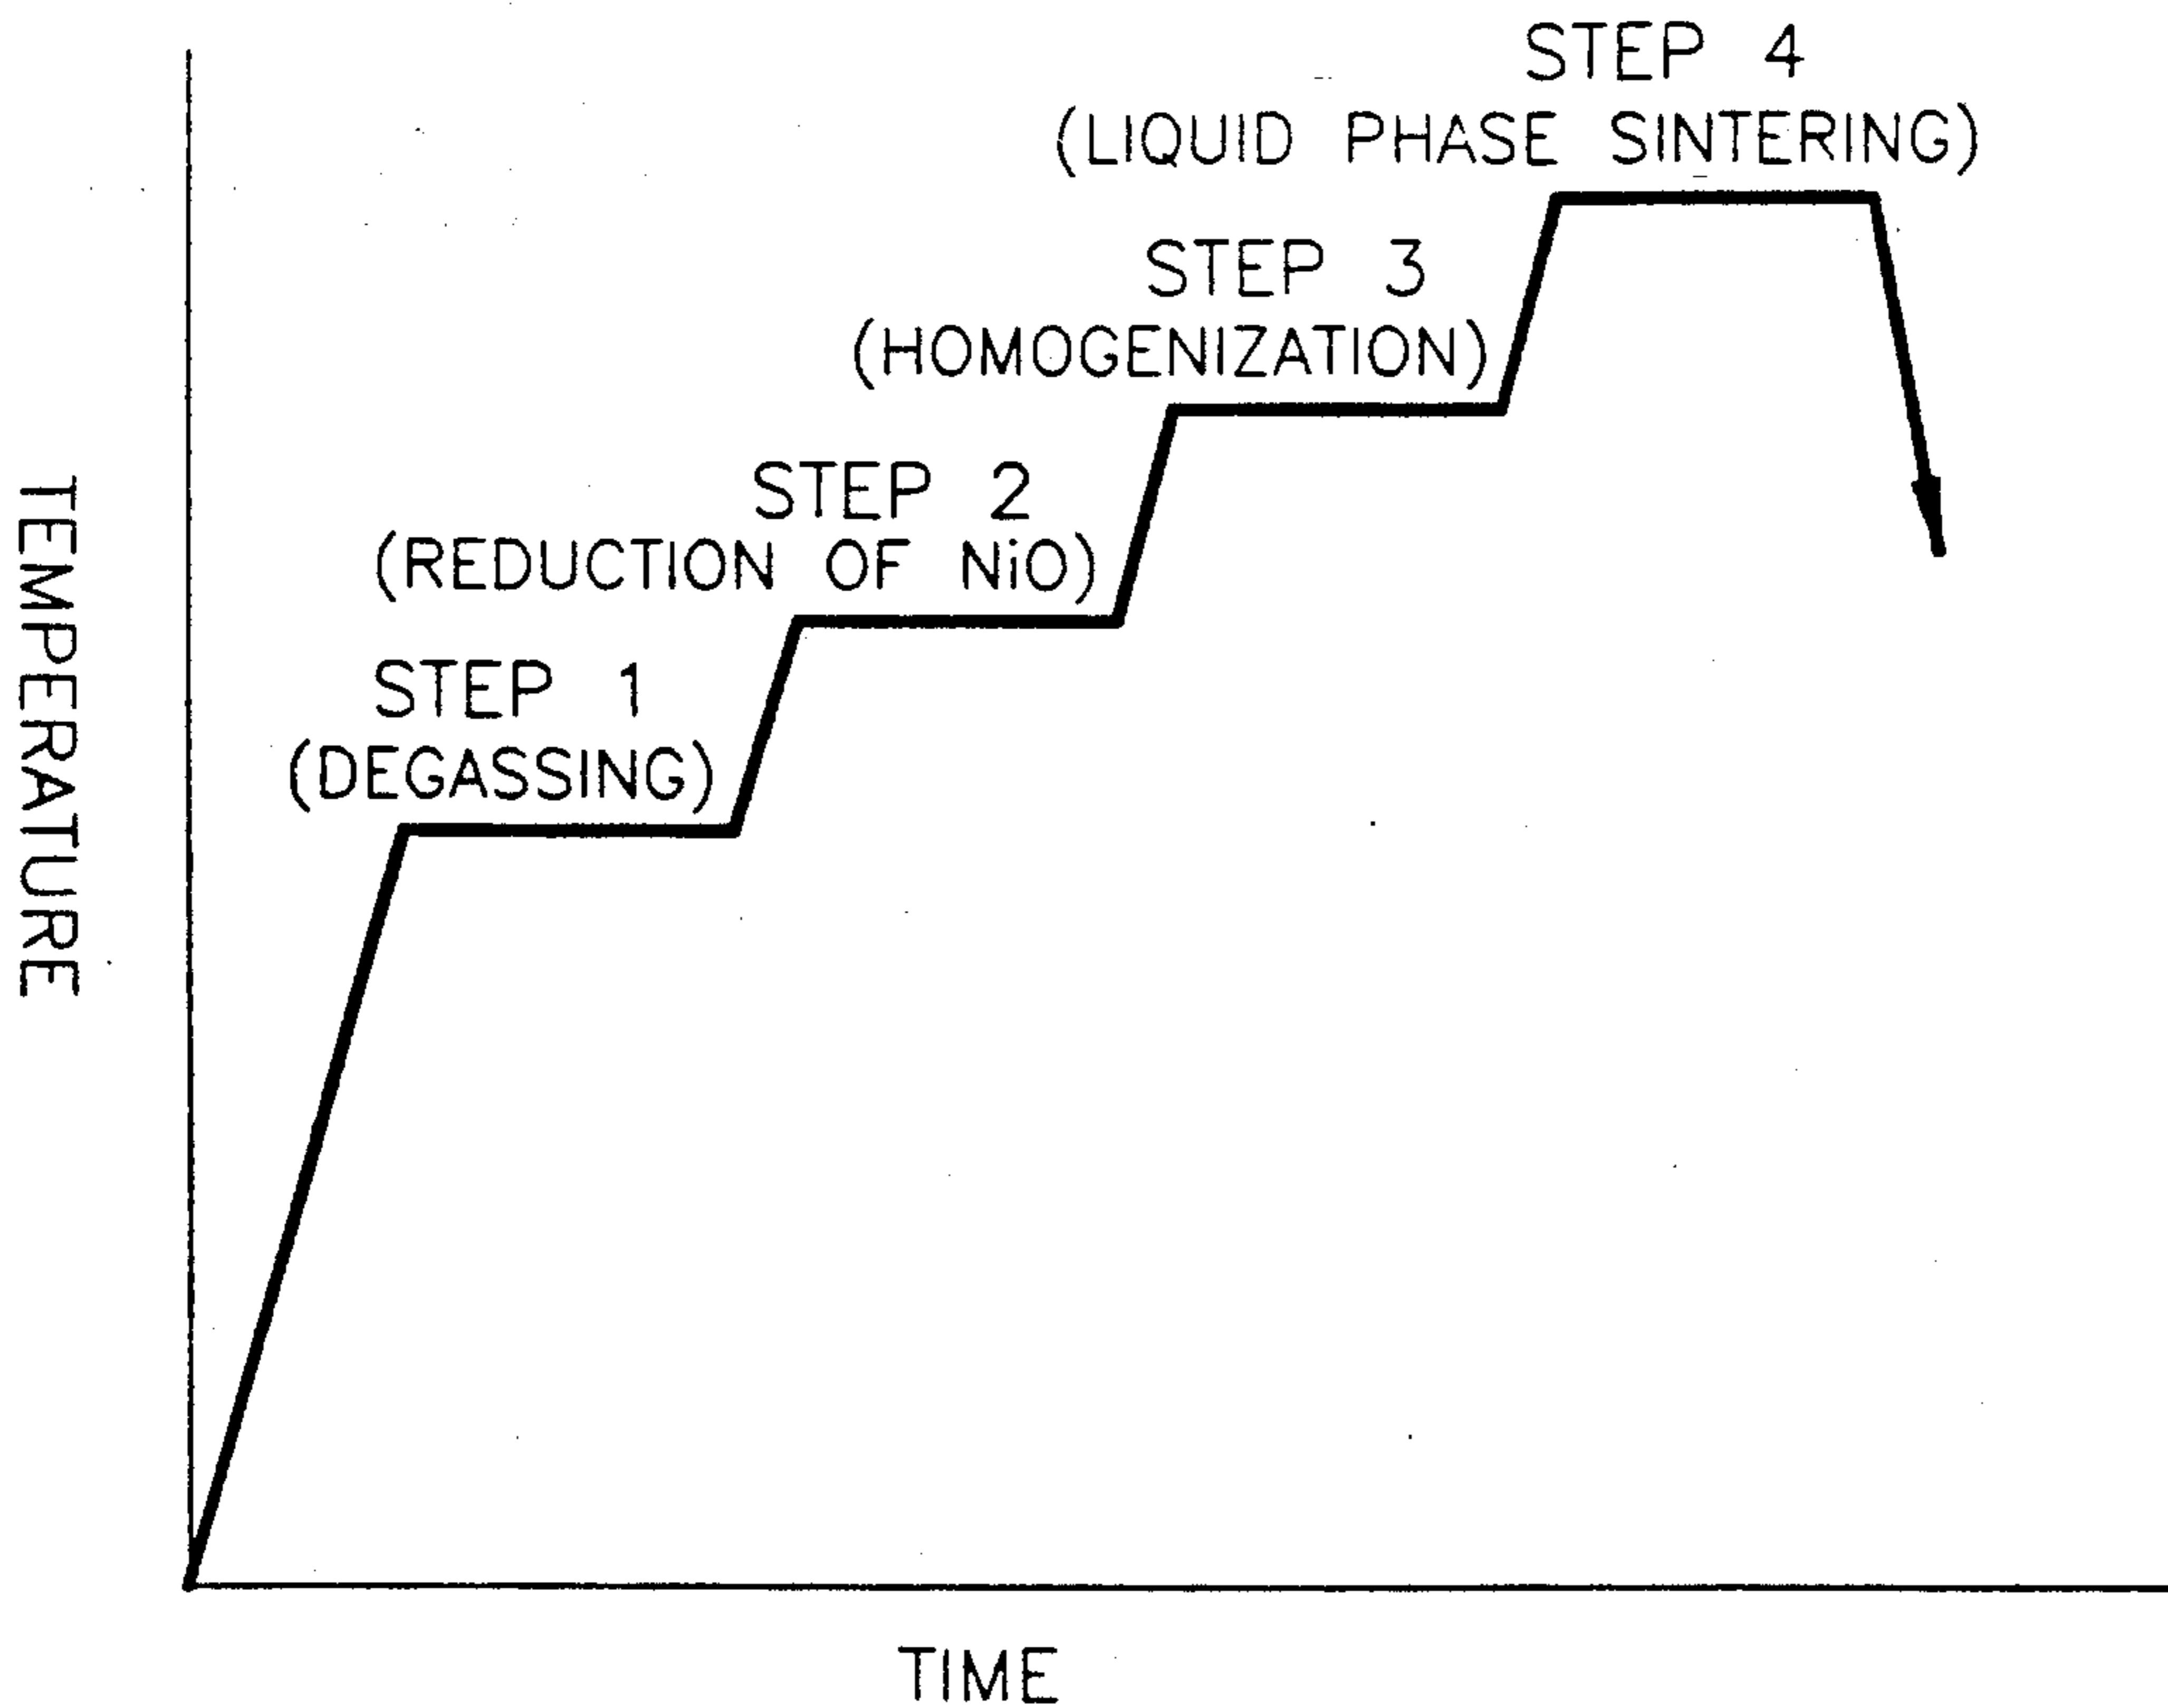 STEP 4
(LIQUID PHASE SINTERING)
STEP 3
(HOMOGENIZATION)
STEP 2
(REDUCTION OF NiO)
STEP 1
(DEGASSING)
TEMPERATURE
TIME